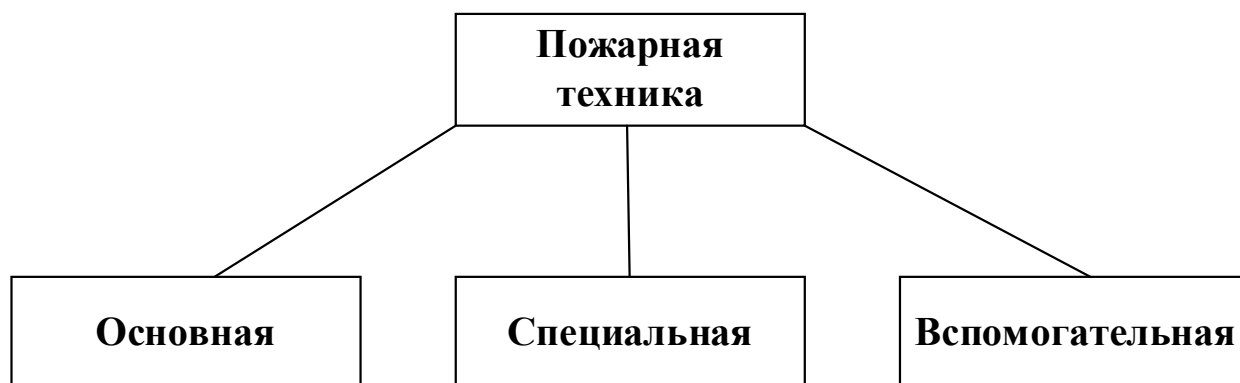 Пожарная
техника
Основная
Специальная
Вспомогательная